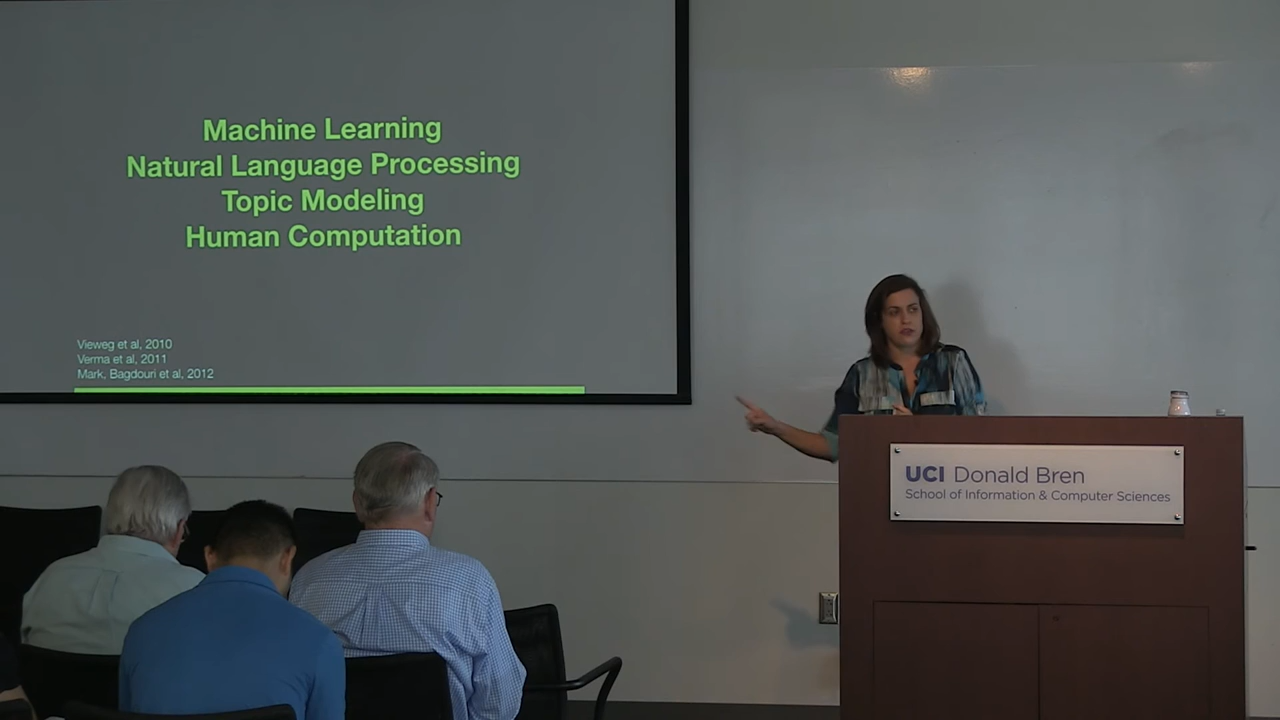 Machine Learning
Natural Language Processing
Topic Modeling
Human Computation
Vieweg et al, 2010
Verma et al, 2011
Mark, Bagdouri et al, 2012
UCI Donald Bren
School of Information & Computer Sciences